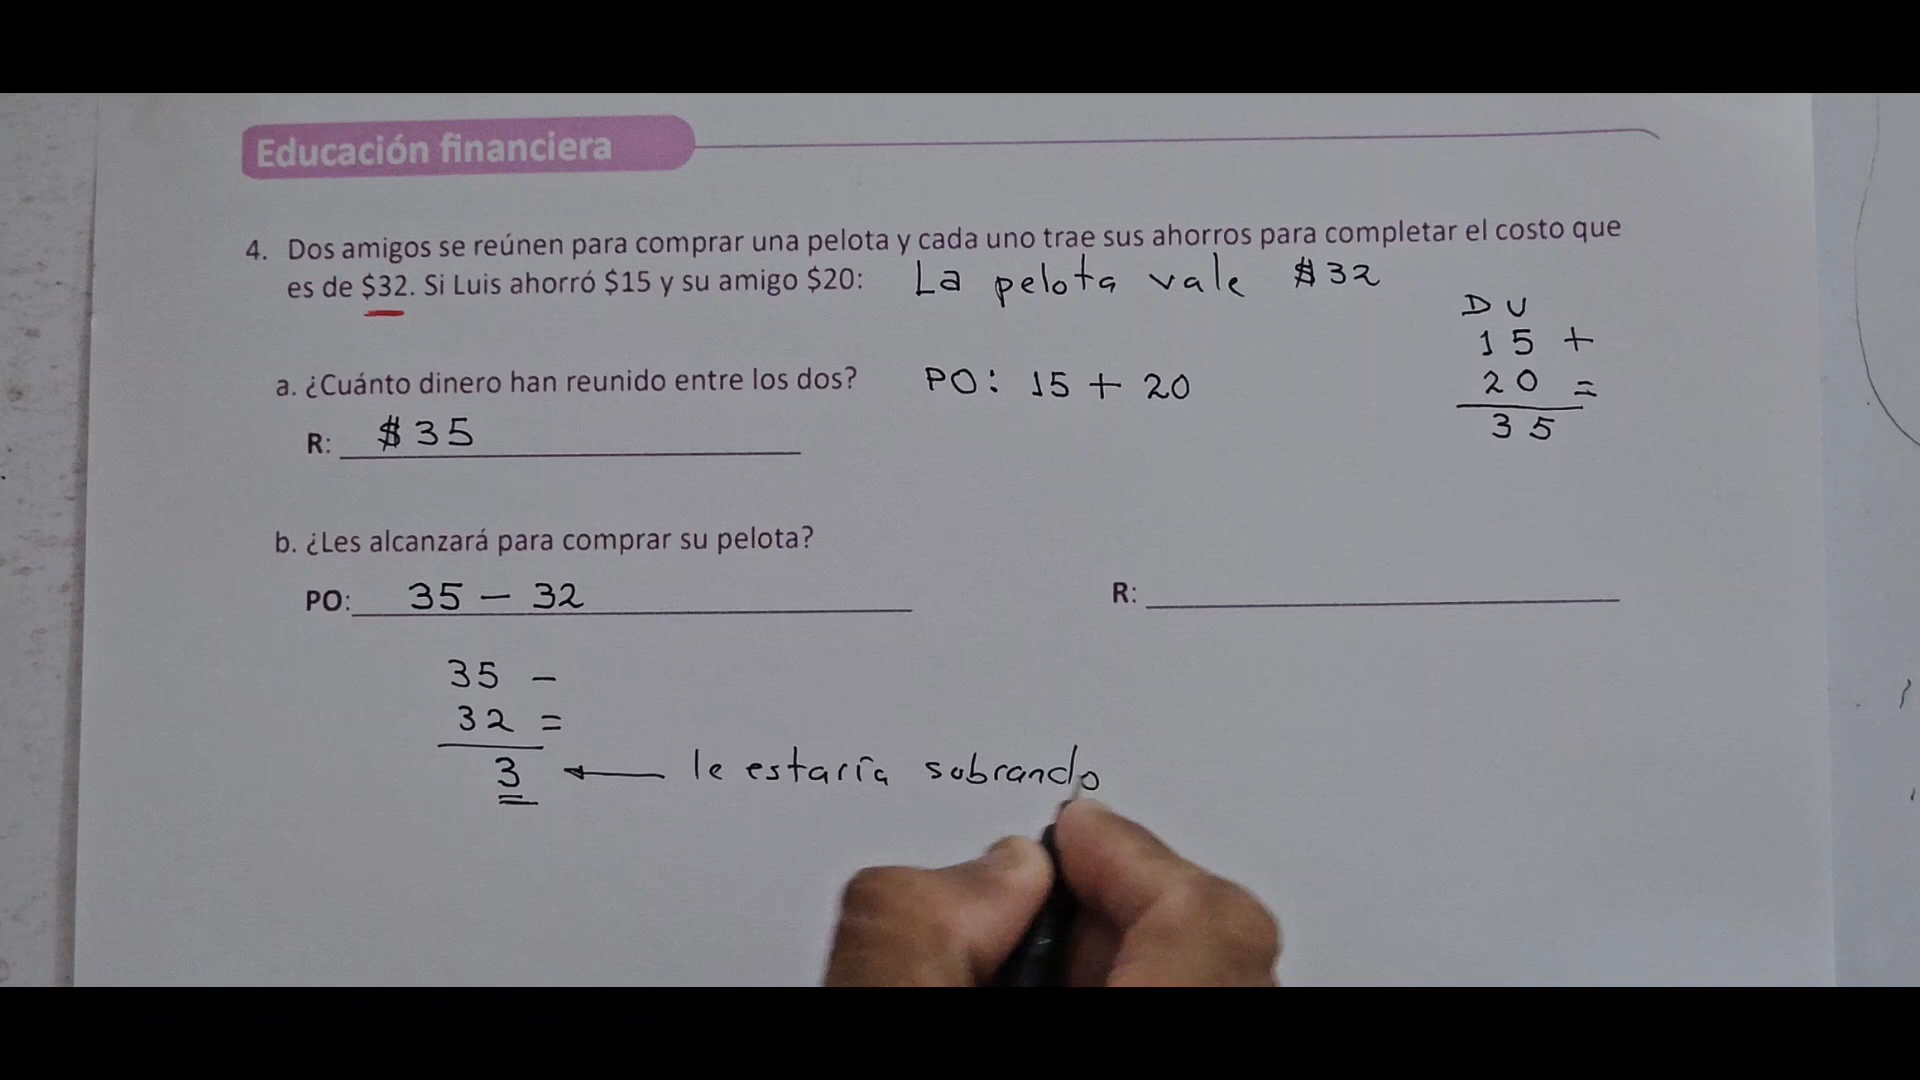 Educación financiera
4. Dos amigos se reúnen para comprar una pelota y cada uno trae sus ahorros para completar el costo que
es de $32. Si Luis ahorró $15 y su amigo $20: La pelota vale $32
D U
15 +
20 =
35
a. ¿Cuánto dinero han reunido entre los dos? PO: 15 + 20
R: $35
b. ¿Les alcanzará para comprar su pelota?
PO: 35 - 32 R:
35 -
32 =
3 ← le estaría sobrando